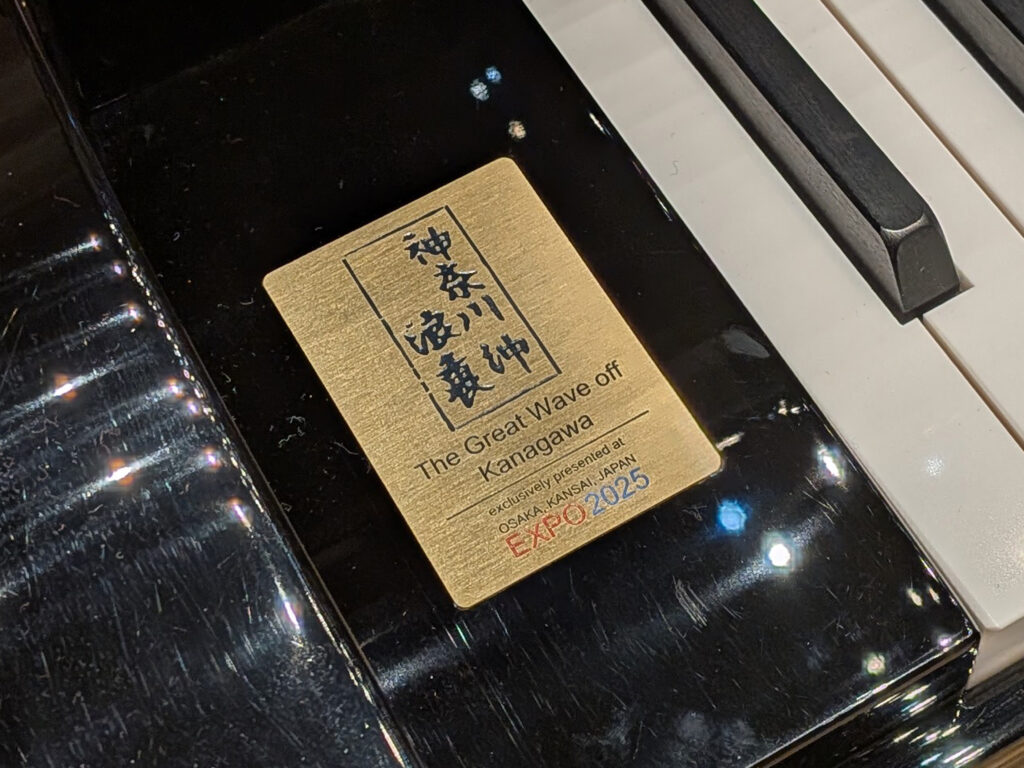 神奈川沖
浪裏
The Great Wave off
Kanagawa
exclusively presented at
OSAKA, KANSAI, JAPAN
EXPO2025